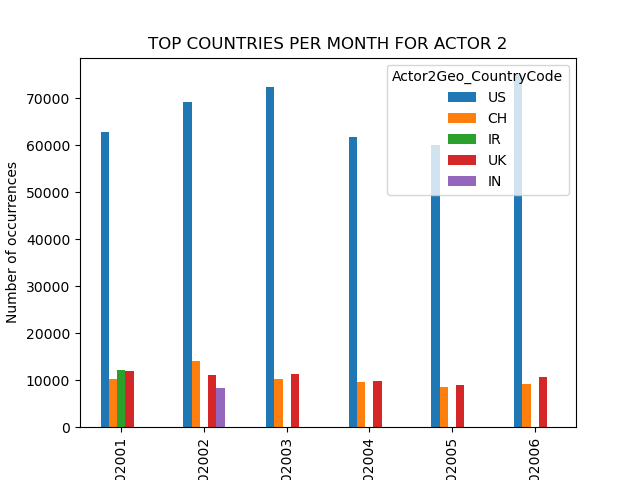 TOP COUNTRIES PER MONTH FOR ACTOR 2
Actor2Geo_CountryCode
US
CH
IR
UK
IN
Number of occurrences
70000
60000
50000
40000
30000
20000
10000
0
02001
02002
02003
02004
02005
02006